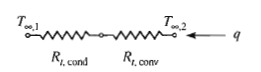 T∞,1 T∞,2
q
Rt, cond Rt, conv